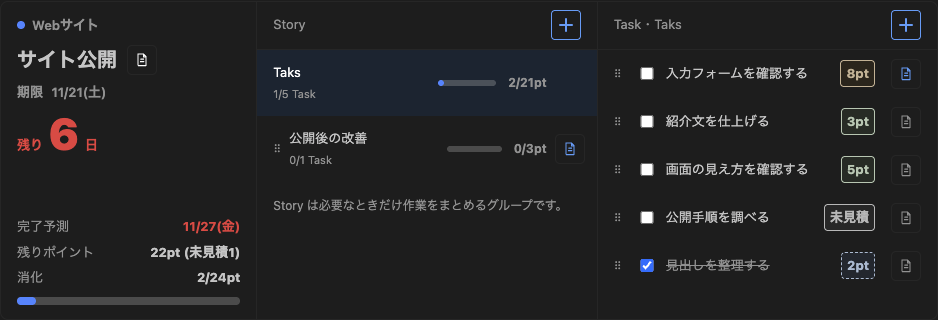 Webサイト
サイト公開
期限 11/21(土)
残り 6 日
完了予測 11/27(金)
残りポイント 22pt (未見積1)
消化 2/24pt
Story
Taks
1/5 Task
2/21pt
公開後の改善
0/1 Task
0/3pt
Story は必要なときだけ作業をまとめるグループです。
Task・Taks
入力フォームを確認する 8pt
紹介文を仕上げる 3pt
画面の見え方を確認する 5pt
公開手順を調べる 未見積
見出しを整理する 2pt